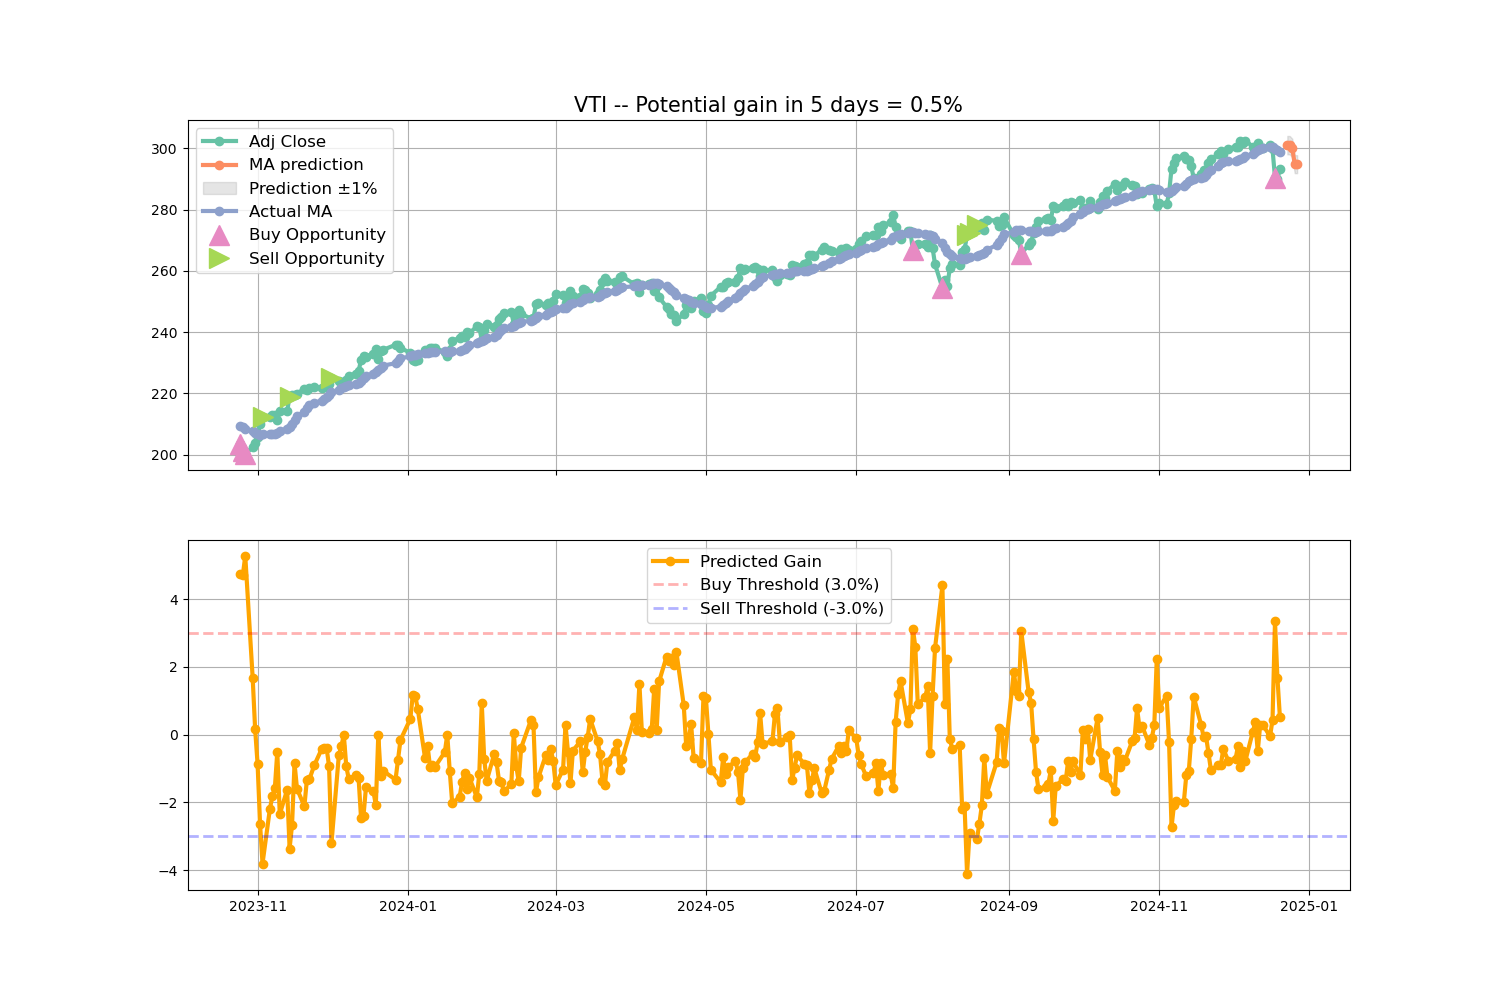 VTI -- Potential gain in 5 days = 0.5%
300
280
260
240
220
200
Adj Close
MA prediction
Prediction ±1%
Actual MA
Buy Opportunity
Sell Opportunity
4
2
0
−2
−4
Predicted Gain
Buy Threshold (3.0%)
Sell Threshold (-3.0%)
2023-11 2024-01 2024-03 2024-05 2024-07 2024-09 2024-11 2025-01